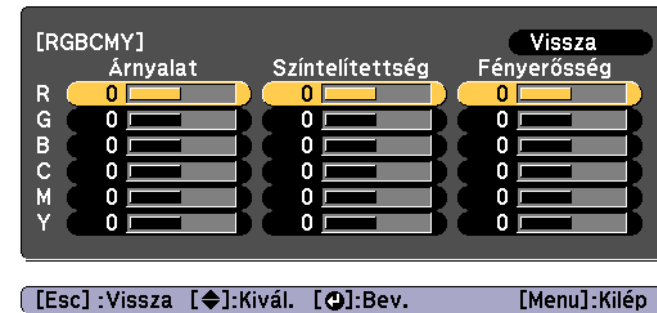 [RGBCMY] Vissza
Árnyalat Színtelítettség Fényerősség
R 0 0 0
G 0 0 0
B 0 0 0
C 0 0 0
M 0 0 0
Y 0 0 0
[Esc] :Vissza [◆]:Kivál. [⏎]:Bev. [Menu]:Kilép